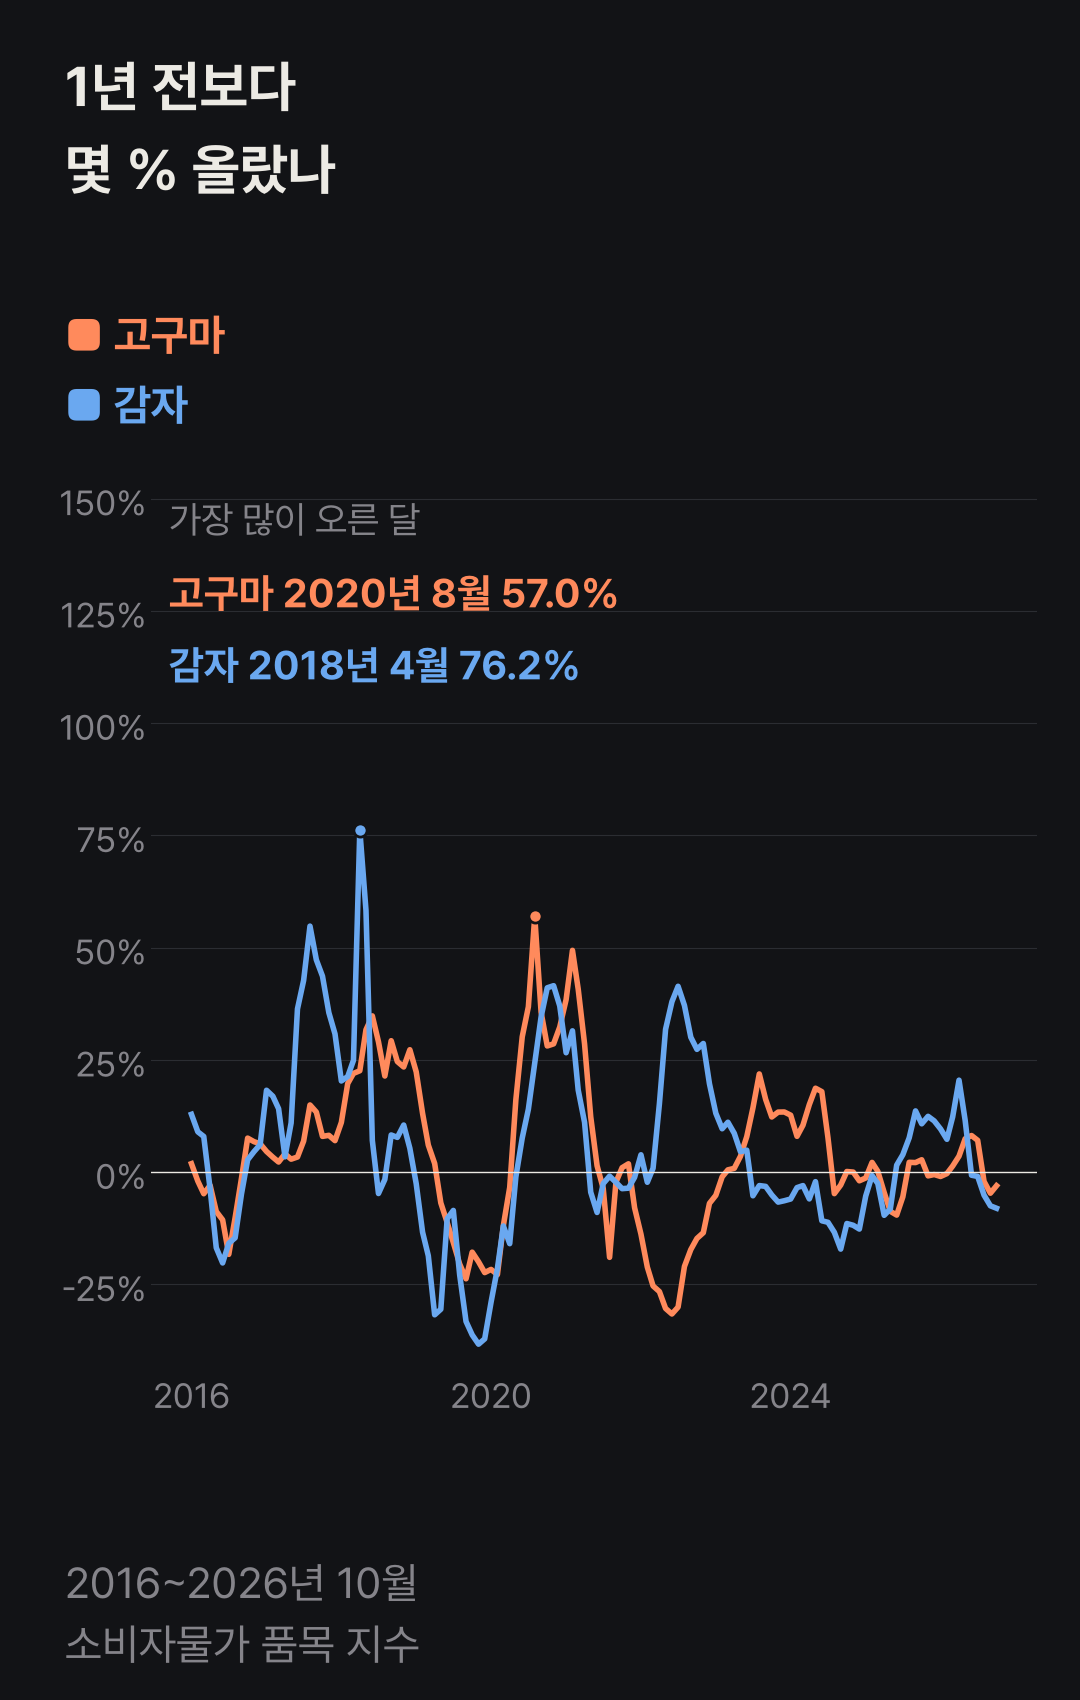 1년 전보다
몇 % 올랐나
고구마
감자
150%
가장 많이 오른 달
고구마 2020년 8월 57.0%
125%
감자 2018년 4월 76.2%
100%
75%
50%
25%
0%
-25%
2016 2020 2024
2016~2026년 10월
소비자물가 품목 지수